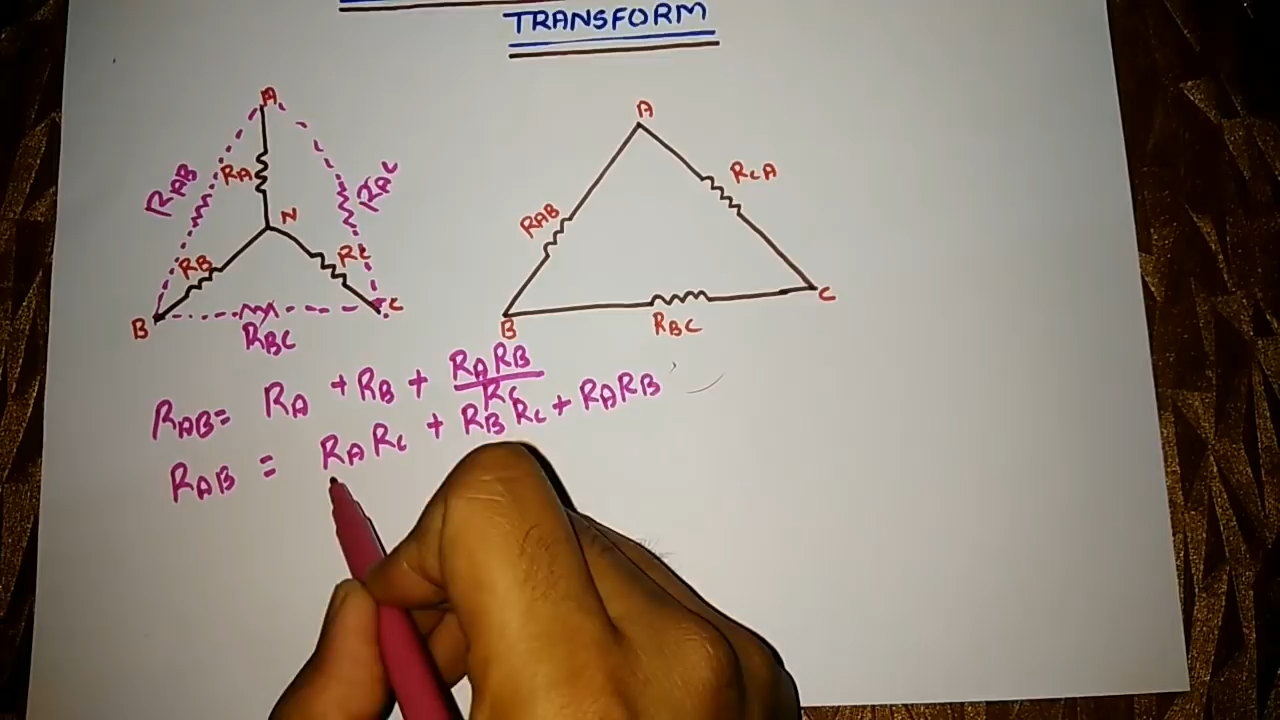 TRANSFORM
A
RAB
RA
RAC
N
RB
RC
B
RBC
C
A
RAB
RCA
B
RBC
C
RAB = RA + RB + RARB/RC
RAB = RARC + RBRC + RARB